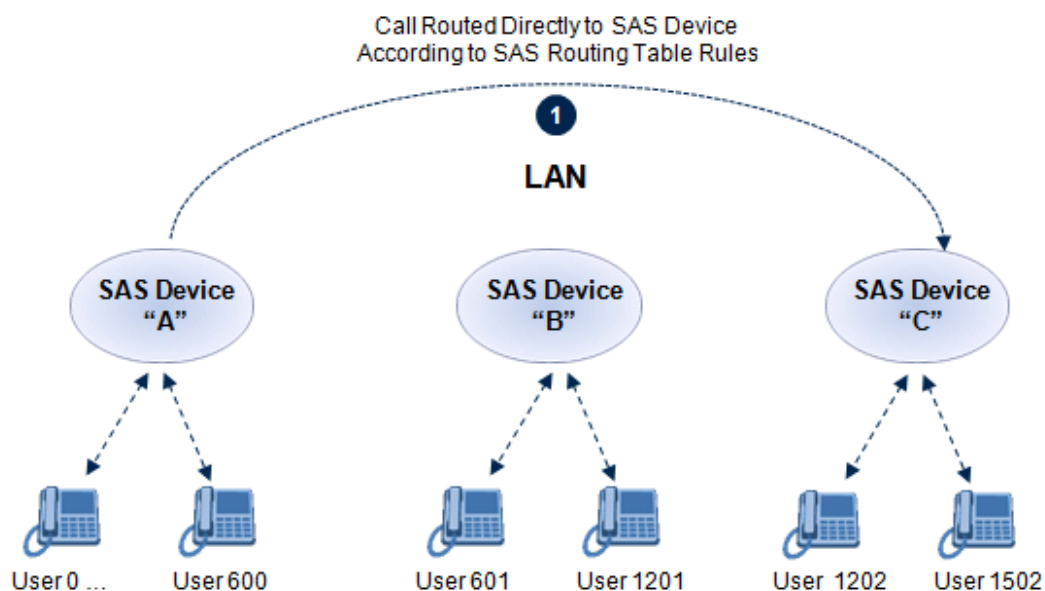 Call Routed Directly to SAS Device
According to SAS Routing Table Rules
1
LAN
SAS Device
“A”
SAS Device
“B”
SAS Device
“C”
User 0 ...
User 600
User 601
User 1201
User 1202
User 1502